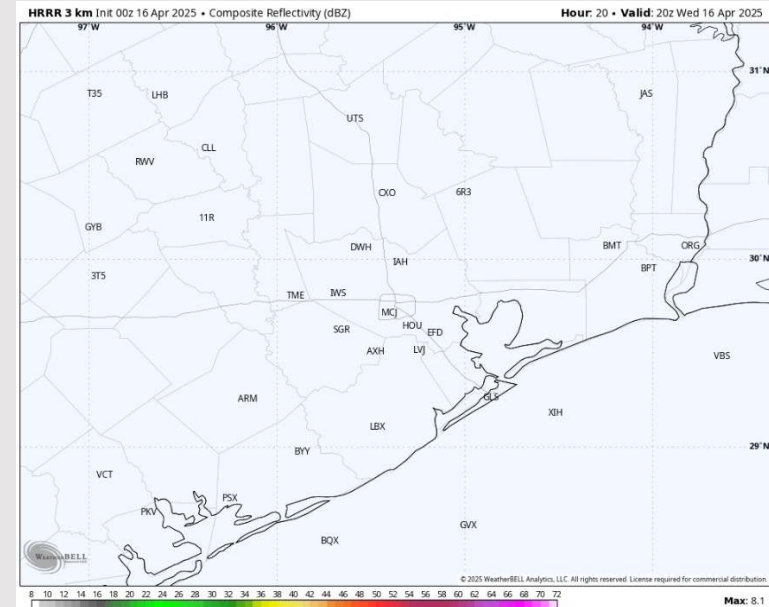 HRRR 3 km Init 00z 16 Apr 2025 • Composite Reflectivity (dBZ) Hour: 20 • Valid: 20z Wed 16 Apr 2025
97°W 96°W 95°W 94°W
31°N
T35 LHB JAS
UTS
CLL
RWV
CXO 6R3
11R
GYB
DWH BMT ORG
IAH 30°N
3T5 BPT
TME IWS
MCJ
SGR HOU EFD
AXH LVJ VBS
ARM GLS
XIH
LBX
BYY 29°N
VCT
PSX
PKV
GVX
BQX
WeatherBELL
© 2025 WeatherBELL Analytics, LLC. All rights reserved. License required for commercial distribution.
8 10 12 14 16 18 20 22 24 26 28 30 32 34 36 38 40 42 44 46 48 50 52 54 56 58 60 62 64 66 68 70 72 Max: 8.1